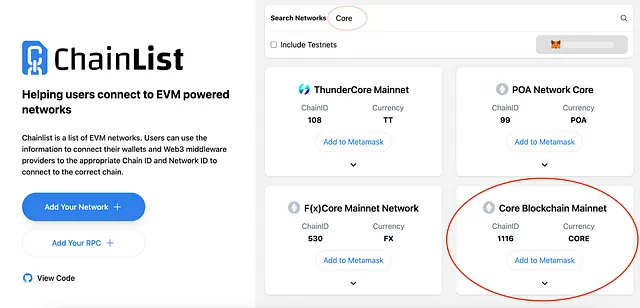 ChainList
Helping users connect to EVM powered
networks
Chainlist is a list of EVM networks. Users can use the
information to connect their wallets and Web3 middleware
providers to the appropriate Chain ID and Network ID to
connect to the correct chain.
Add Your Network +
Add Your RPC +
View Code
Search Networks Core
Include Testnets
ThunderCore Mainnet
ChainID Currency
108 TT
Add to Metamask
POA Network Core
ChainID Currency
99 POA
Add to Metamask
F(x)Core Mainnet Network
ChainID Currency
530 FX
Add to Metamask
Core Blockchain Mainnet
ChainID Currency
1116 CORE
Add to Metamask